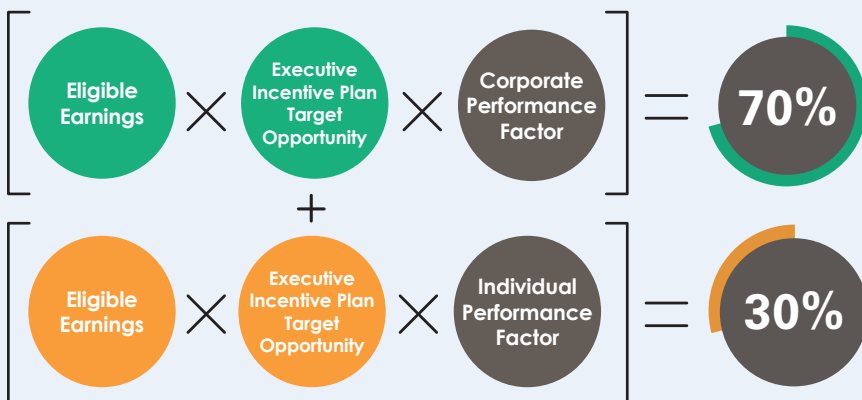 Eligible
Earnings
Executive
Incentive Plan
Target
Opportunity
Corporate
Performance
Factor
70%
+
Eligible
Earnings
Executive
Incentive Plan
Target
Opportunity
Individual
Performance
Factor
30%